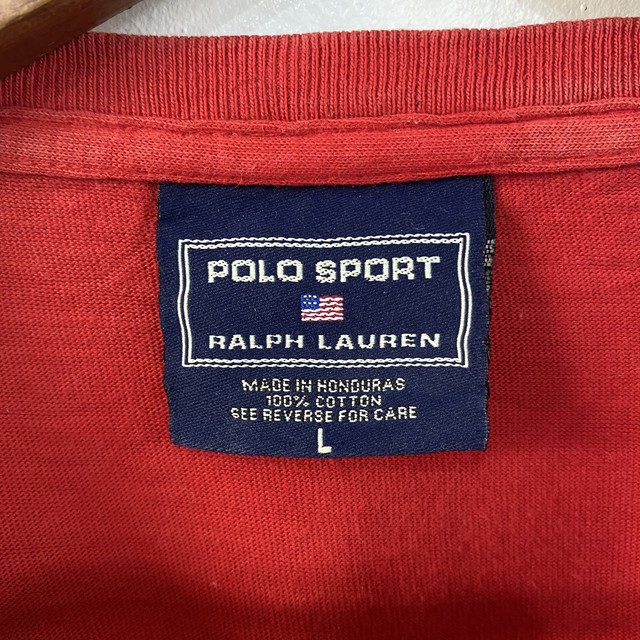 POLO SPORT
RALPH LAUREN
MADE IN HONDURAS
100% COTTON
SEE REVERSE FOR CARE
L